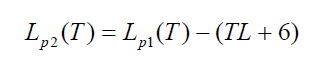 L_{p2}(T) = L_{p1}(T) − (TL + 6)